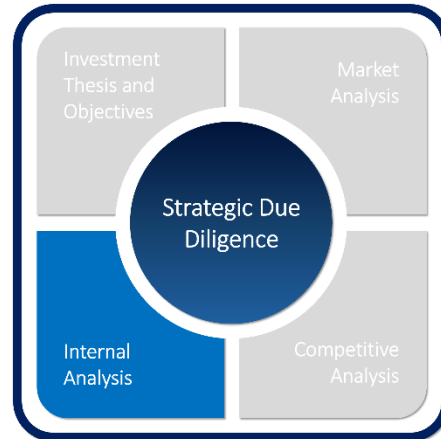 Investment
Thesis and
Objectives
Market
Analysis
Strategic Due
Diligence
Internal
Analysis
Competitive
Analysis